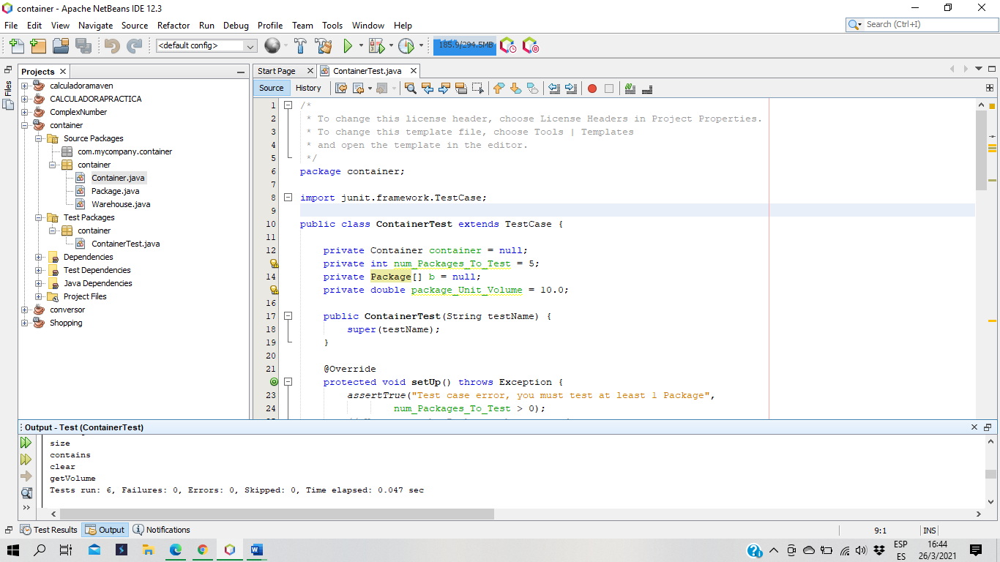 container - Apache NetBeans IDE 12.3
File Edit View Navigate Source Refactor Run Debug Profile Team Tools Window Help
Search (Ctrl+I)
<default config>
185.9/294.5MB
Files
Projects
calculadoramaven
CALCULADORAPRACTICA
ComplexNumber
container
Source Packages
com.mycompany.container
container
Container.java
Package.java
Warehouse.java
Test Packages
container
ContainerTest.java
Dependencies
Test Dependencies
Java Dependencies
Project Files
conversor
Shopping
Start Page ContainerTest.java
Source History
1 /*
2 * To change this license header, choose License Headers in Project Properties.
3 * To change this template file, choose Tools | Templates
4 * and open the template in the editor.
5 */
6 package container;
7
8 import junit.framework.TestCase;
9
10 public class ContainerTest extends TestCase {
11
12 private Container container = null;
private int num_Packages_To_Test = 5;
14 private Package[] b = null;
private double package_Unit_Volume = 10.0;
16
17 public ContainerTest(String testName) {
18 super(testName);
19 }
20
21 @Override
protected void setUp() throws Exception {
23 assertTrue("Test case error, you must test at least 1 Package",
24 num_Packages_To_Test > 0);
Output - Test (ContainerTest)
size
contains
clear
getVolume
Tests run: 6, Failures: 0, Errors: 0, Skipped: 0, Time elapsed: 0.047 sec
Test Results Output Notifications
9:1 INS
ESP
ES
16:44
26/3/2021